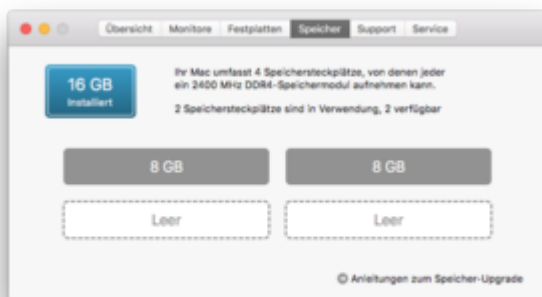 Übersicht Monitore Festplatten Speicher Support Service
16 GB
Installiert
Ihr Mac umfasst 4 Speichersteckplätze, von denen jeder
ein 2400 MHz DDR4-Speichermodul aufnehmen kann.
2 Speichersteckplätze sind in Verwendung, 2 verfügbar
8 GB 8 GB
Leer Leer
Anleitungen zum Speicher-Upgrade